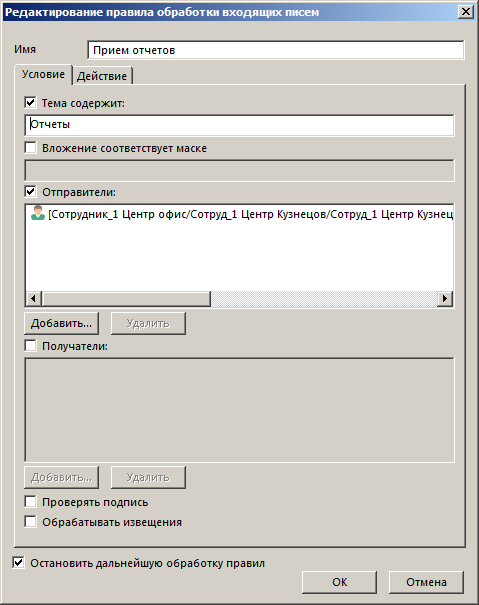 Редактирование правила обработки входящих писем
Имя
Прием отчетов
Условие Действие
Тема содержит:
Отчеты
Вложение соответствует маске
Отправители:
[Сотрудник_1 Центр офис/Сотруд_1 Центр Кузнецов/Сотруд_1 Центр Кузнец
Добавить... Удалить
Получатели:
Добавить... Удалить
Проверять подпись
Обрабатывать извещения
Остановить дальнейшую обработку правил
OK Отмена